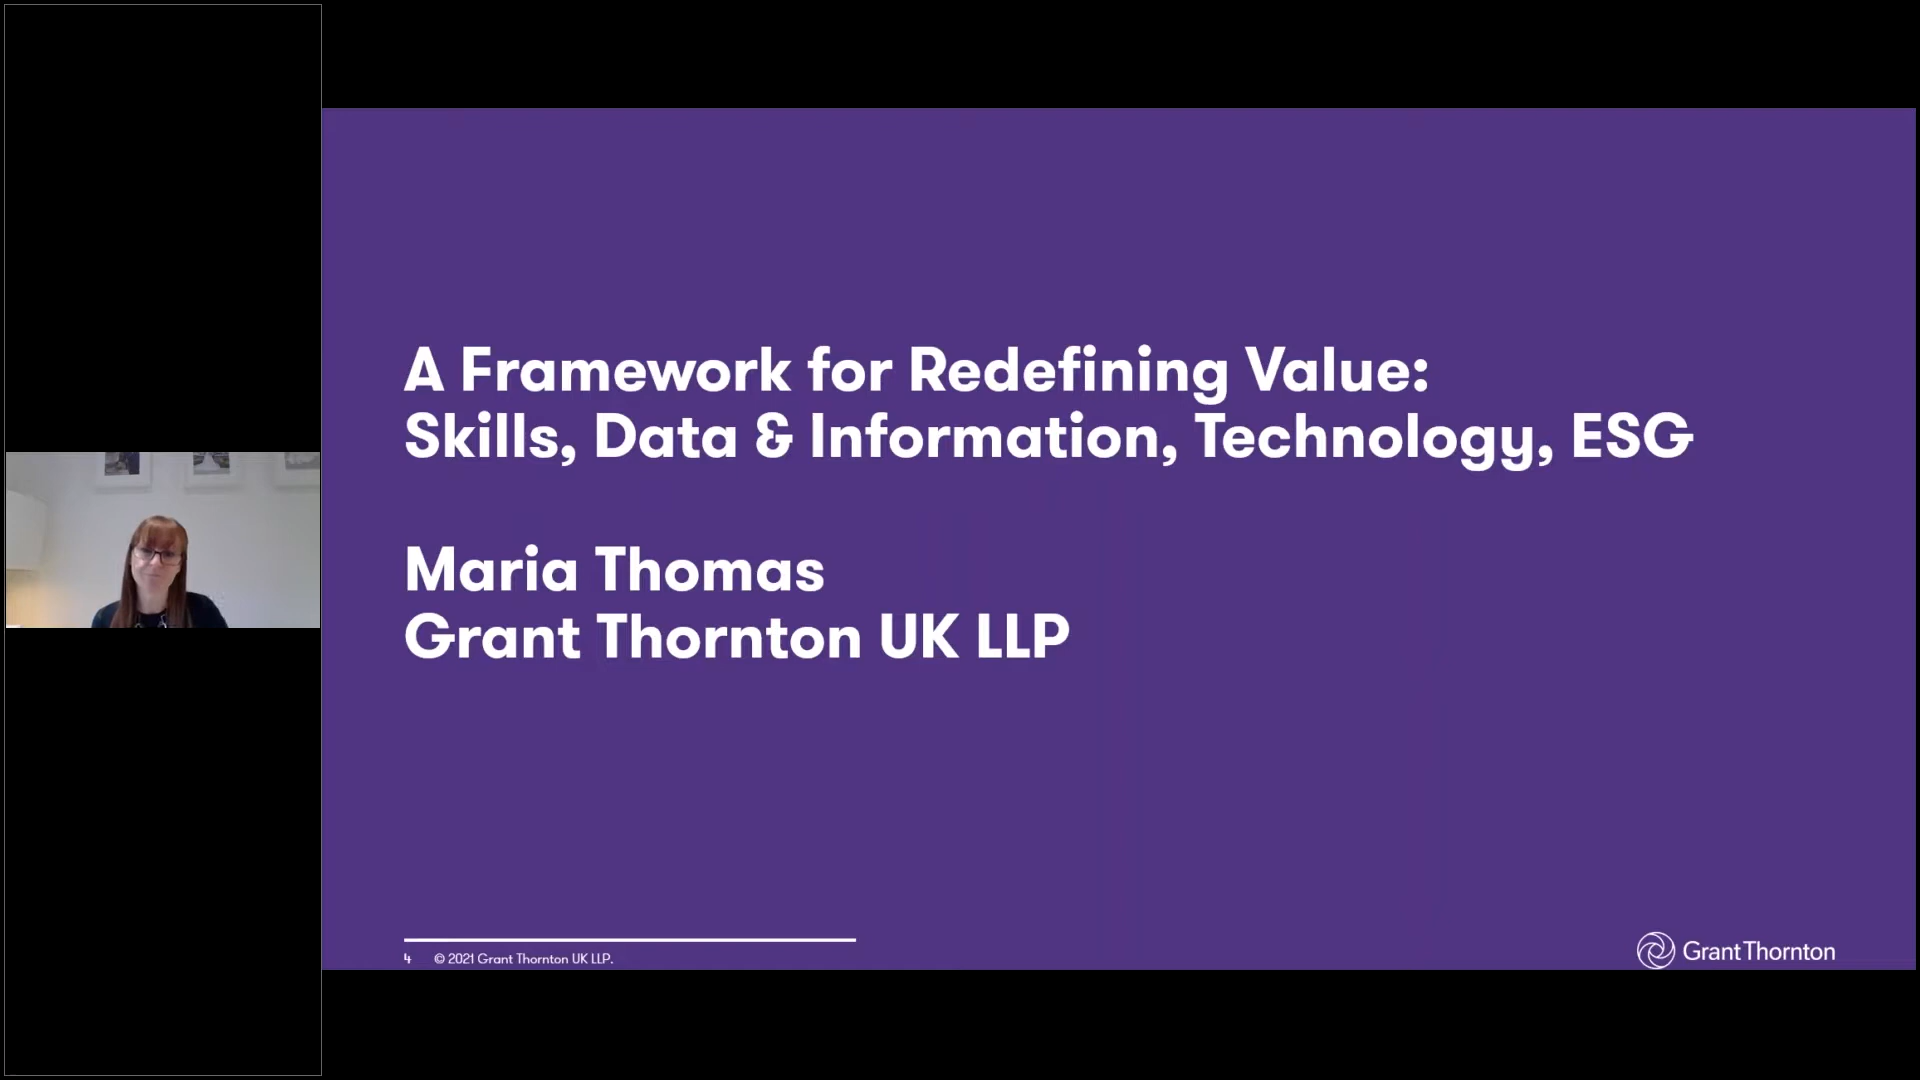 A Framework for Redefining Value:
Skills, Data & Information, Technology, ESG
Maria Thomas
Grant Thornton UK LLP
4 © 2021 Grant Thornton UK LLP.
Grant Thornton